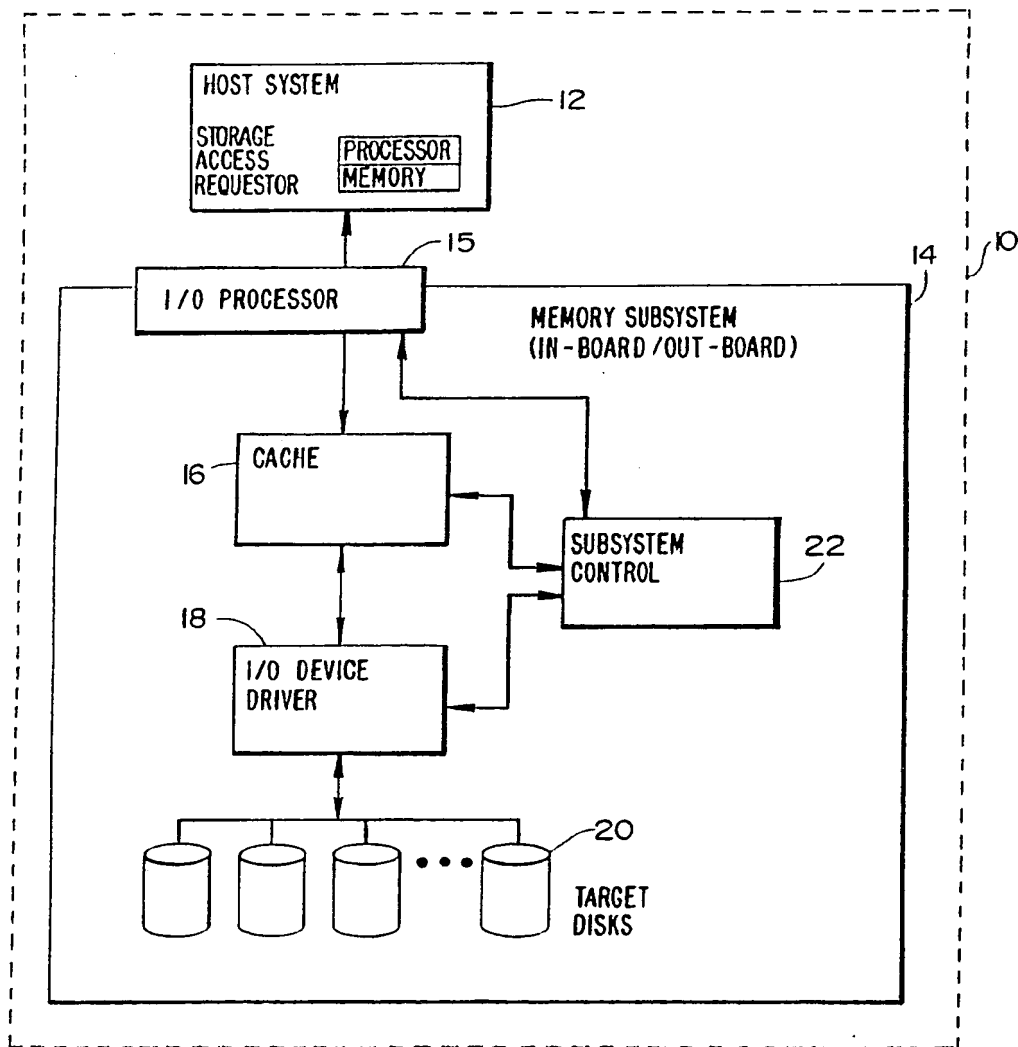 HOST SYSTEM
12
STORAGE
ACCESS
REQUESTOR
PROCESSOR
MEMORY
15
10
14
I/O PROCESSOR
MEMORY SUBSYSTEM
(IN-BOARD/OUT-BOARD)
16
CACHE
SUBSYSTEM
CONTROL
22
18
I/O DEVICE
DRIVER
20
TARGET
DISKS